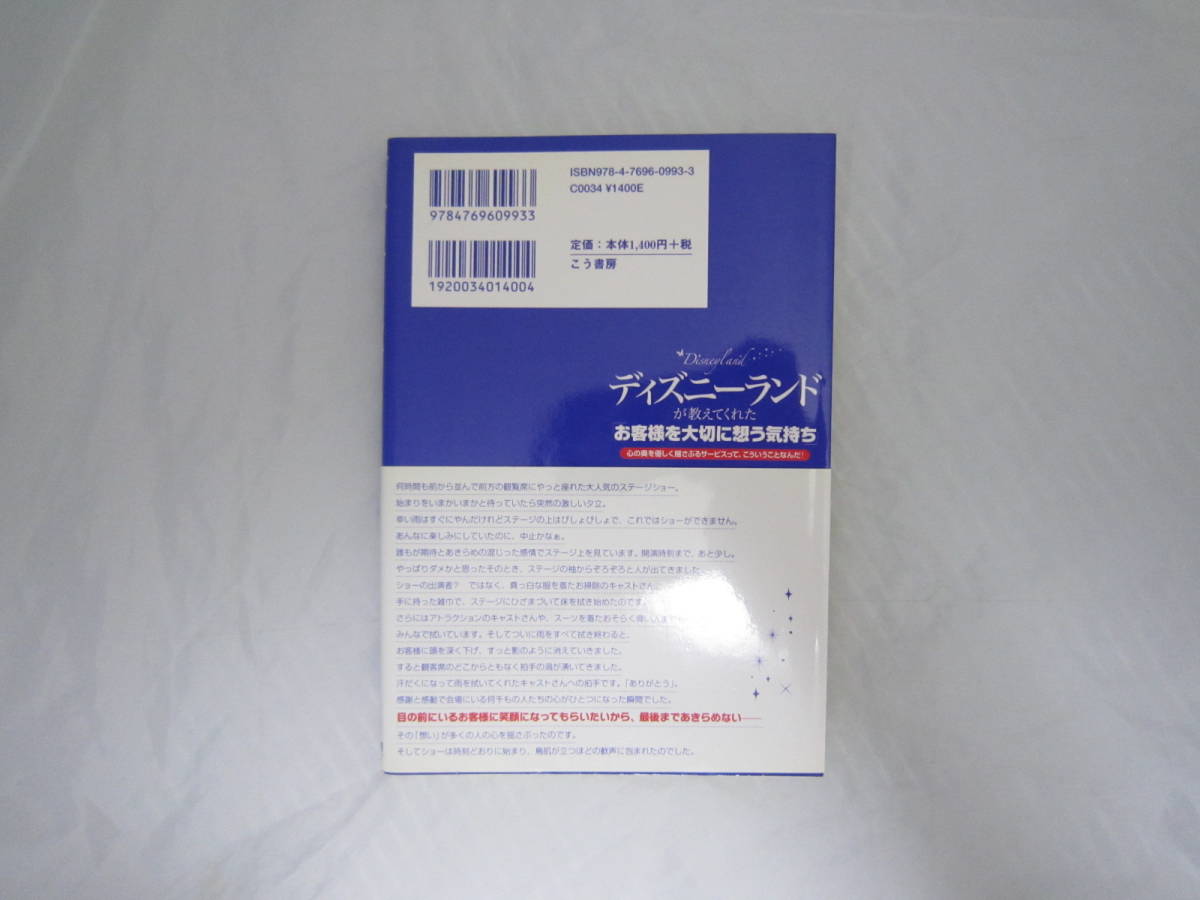 ISBN978-4-7696-0993-3
C0034 ¥1400E
9784769609933
定価：本体1,400円＋税
こう書房
1920034014004
Disneyland
ディズニーランド
が教えてくれた
お客様を大切に想う気持ち
心の奥を優しく揺さぶるサービスって、こういうことなんだ！
何時間も前から並んで前方の観覧席にやっと座れた大人気のステージショー。
始まりをいまかいまかと待っていたら突然の激しい夕立。
幸い雨はすぐにやんだけれどステージの上はびしょびしょで、これではショーができません。
あんなに楽しみにしていたのに、中止かなぁ。
誰もが期待とあきらめの混じった感情でステージ上を見ています。開演時刻まで、あと少し。
やっぱりダメかと思ったそのとき、ステージの袖からぞろぞろと人が出てきました。
ショーの出演者？ ではなく、真っ白な服を着たお掃除のキャストさん。
手に持った雑巾で、ステージにひざまづいて床を拭き始めたのです。
さらにはアトラクションのキャストさんや、スーツを着たおそらく偉い人まで
みんなで拭いています。そしてついに雨をすべて拭き終わると、
お客様に頭を深く下げ、すっと影のように消えていきました。
すると観客席のどこからともなく拍手の渦が湧いてきました。
汗だくになって雨を拭いてくれたキャストさんへの拍手です。「ありがとう」。
感謝と感動で会場にいる何千もの人たちの心がひとつになった瞬間でした。
目の前にいるお客様に笑顔になってもらいたいから、最後まであきらめない――
その「想い」が多くの人の心を揺さぶったのです。
そしてショーは時刻どおりに始まり、鳥肌が立つほどの歓声に包まれたのでした。